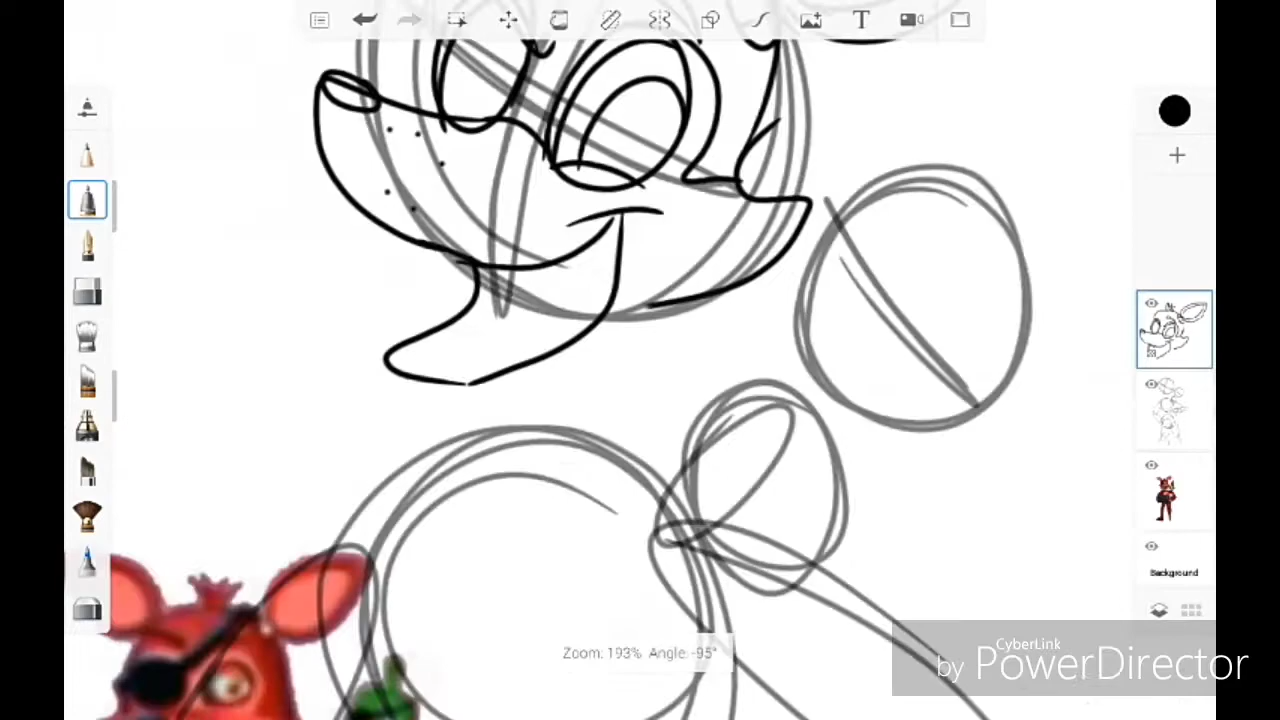 T
Background
Zoom: 193% Angle: -95°
CyberLink
by PowerDirector